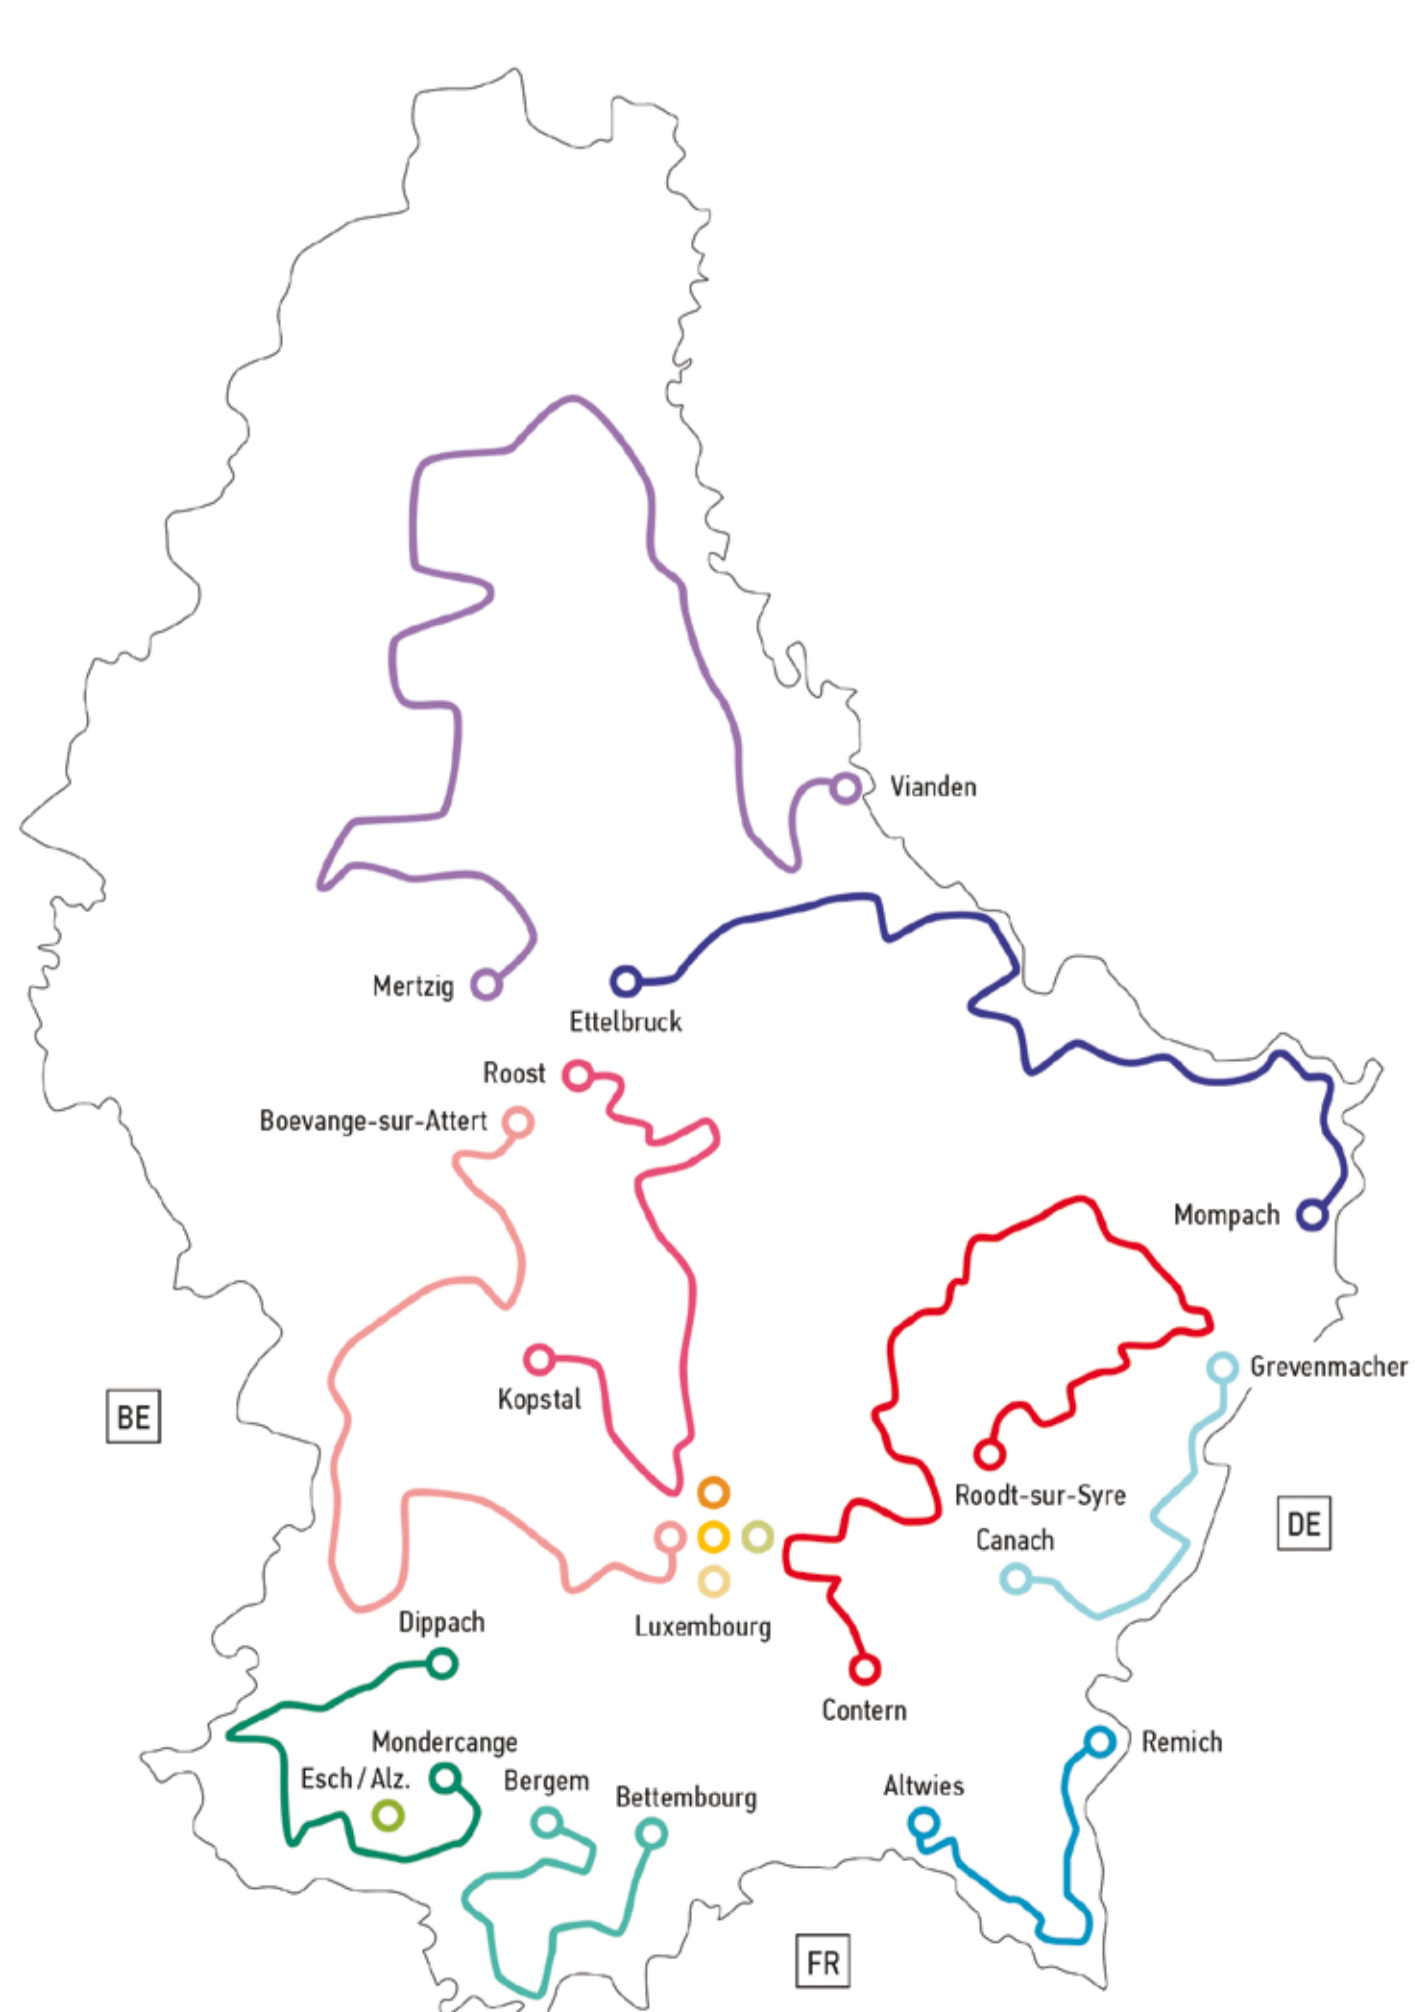 Vianden
Mertzig
Ettelbruck
Roost
Boevange-sur-Attert
Mompach
Grevenmacher
Kopstal
BE
Roodt-sur-Syre
DE
Canach
Luxembourg
Dippach
Contern
Mondercange
Remich
Esch / Alz.
Bergem
Altwies
Bettembourg
FR